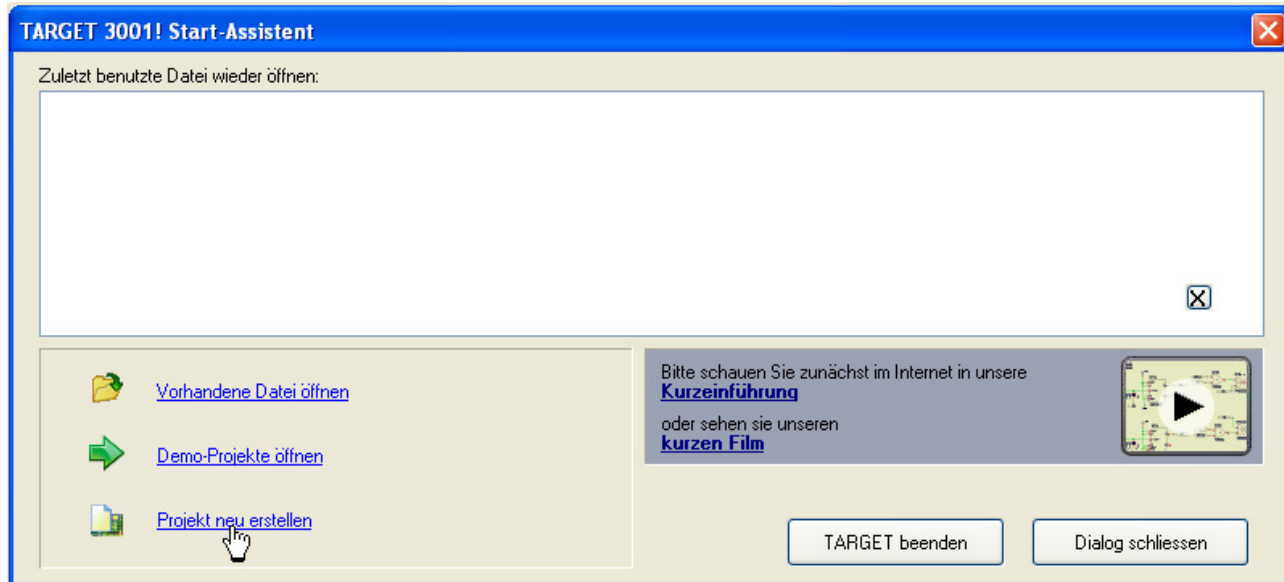 TARGET 3001! Start-Assistent
Zuletzt benutzte Datei wieder öffnen:
Vorhandene Datei öffnen
Demo-Projekte öffnen
Projekt neu erstellen
Bitte schauen Sie zunächst im Internet in unsere
Kurzeinführung
oder sehen sie unseren
kurzen Film
TARGET beenden
Dialog schliessen